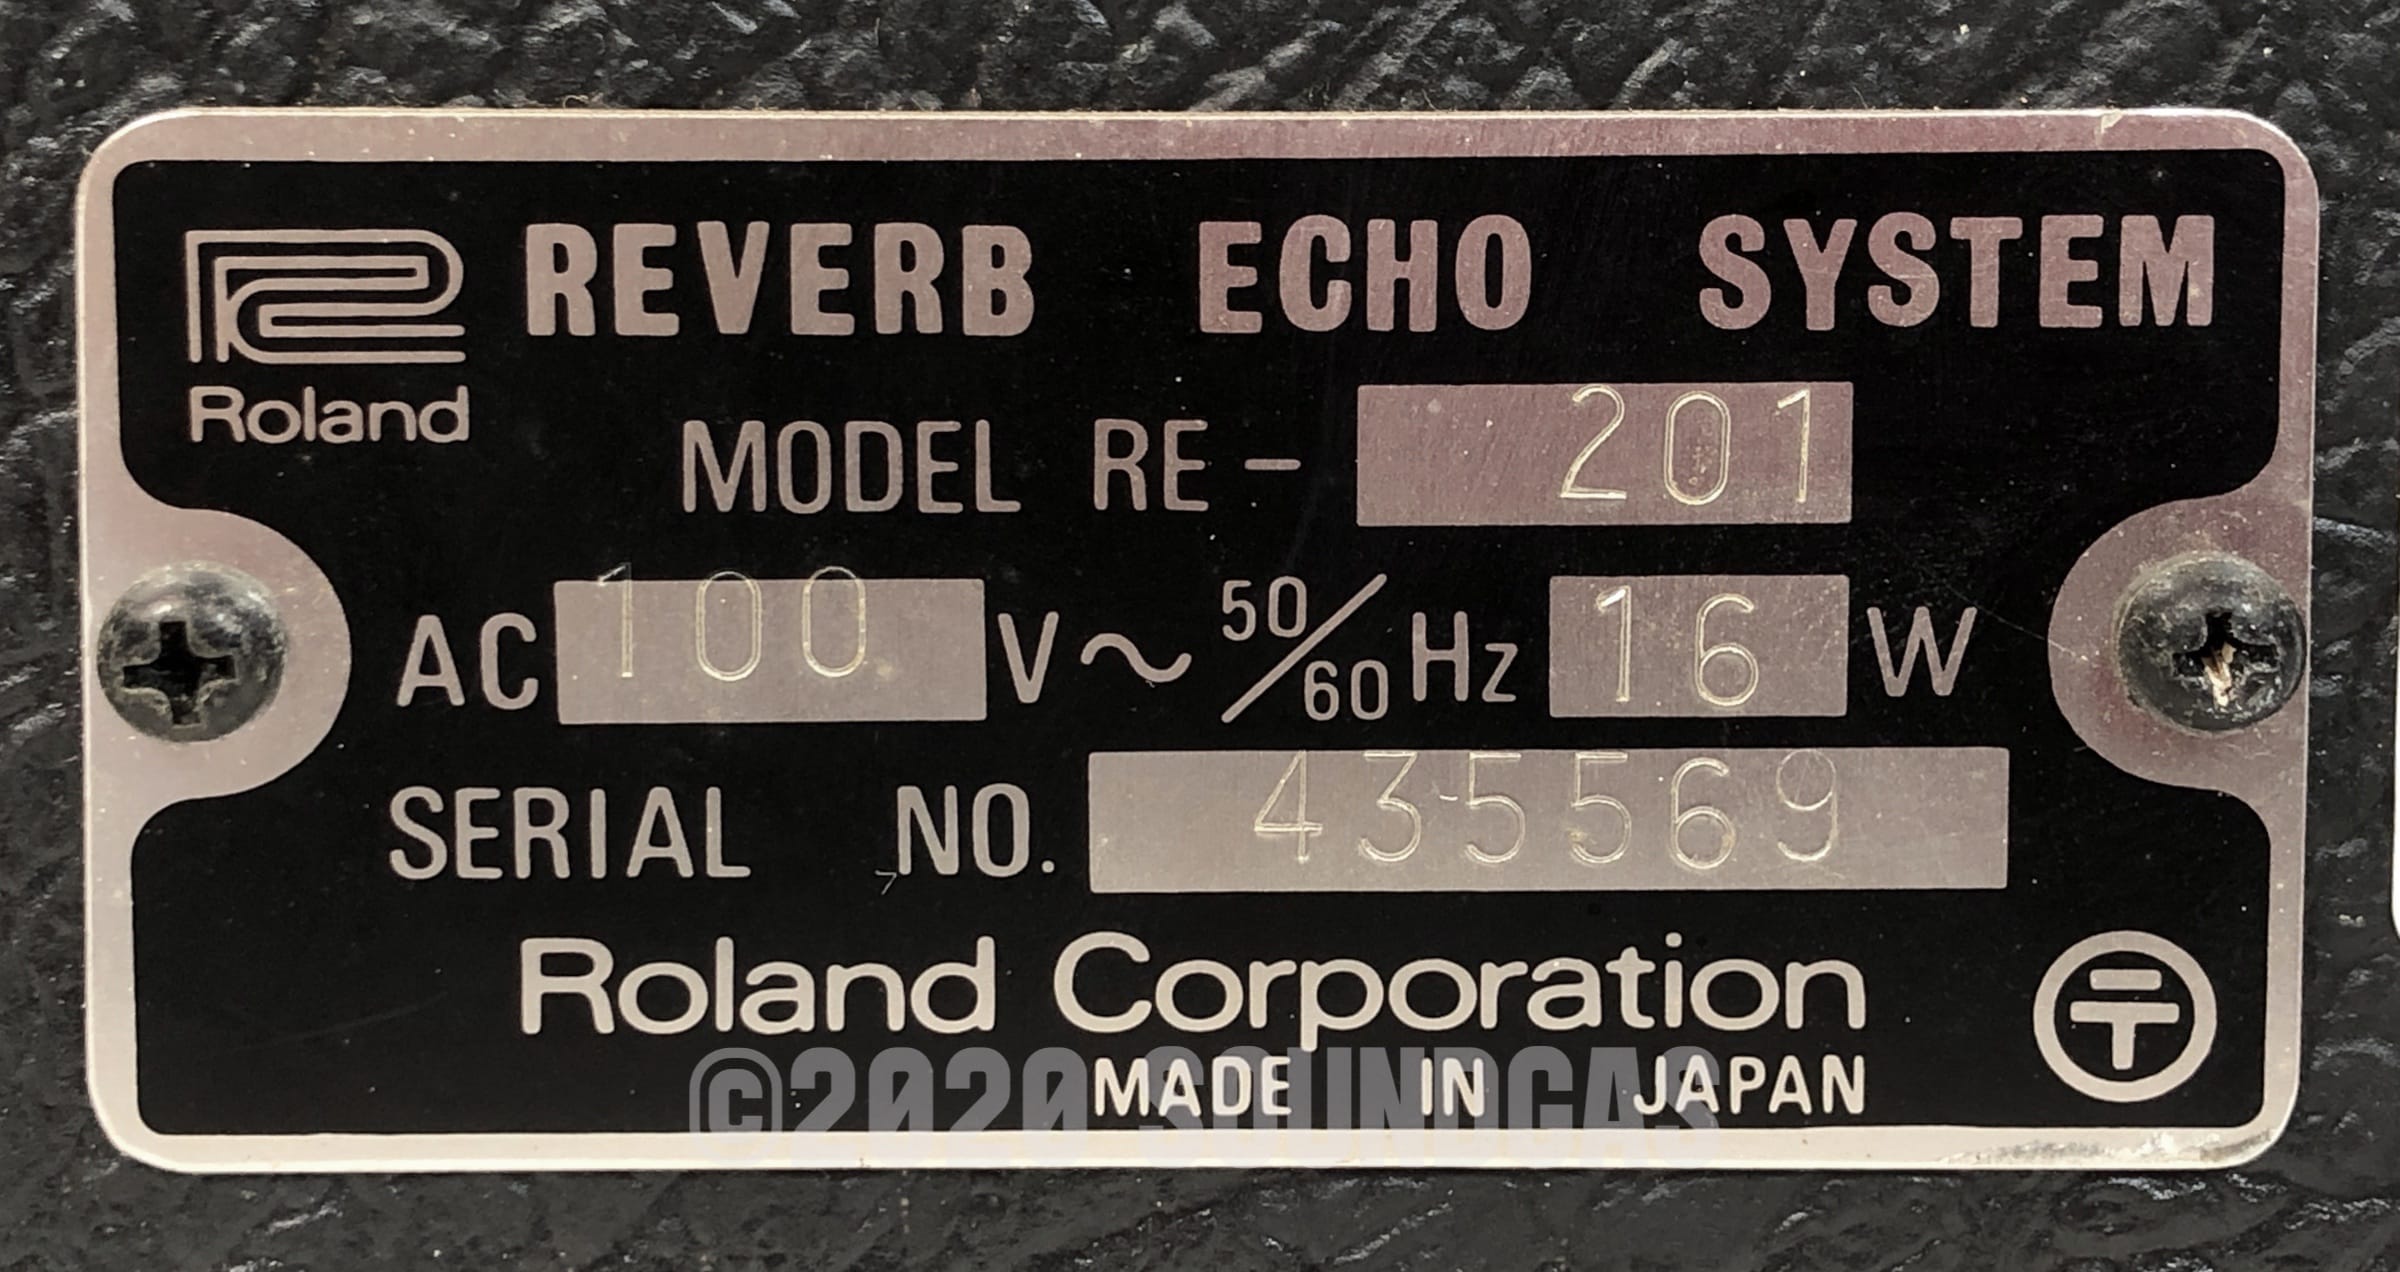 REVERB ECHO SYSTEM
Roland
MODEL RE- 201
AC 100 V~ 50/60 Hz 16 W
SERIAL NO. 435569
Roland Corporation
MADE IN JAPAN
©2020 SOUNDGAS